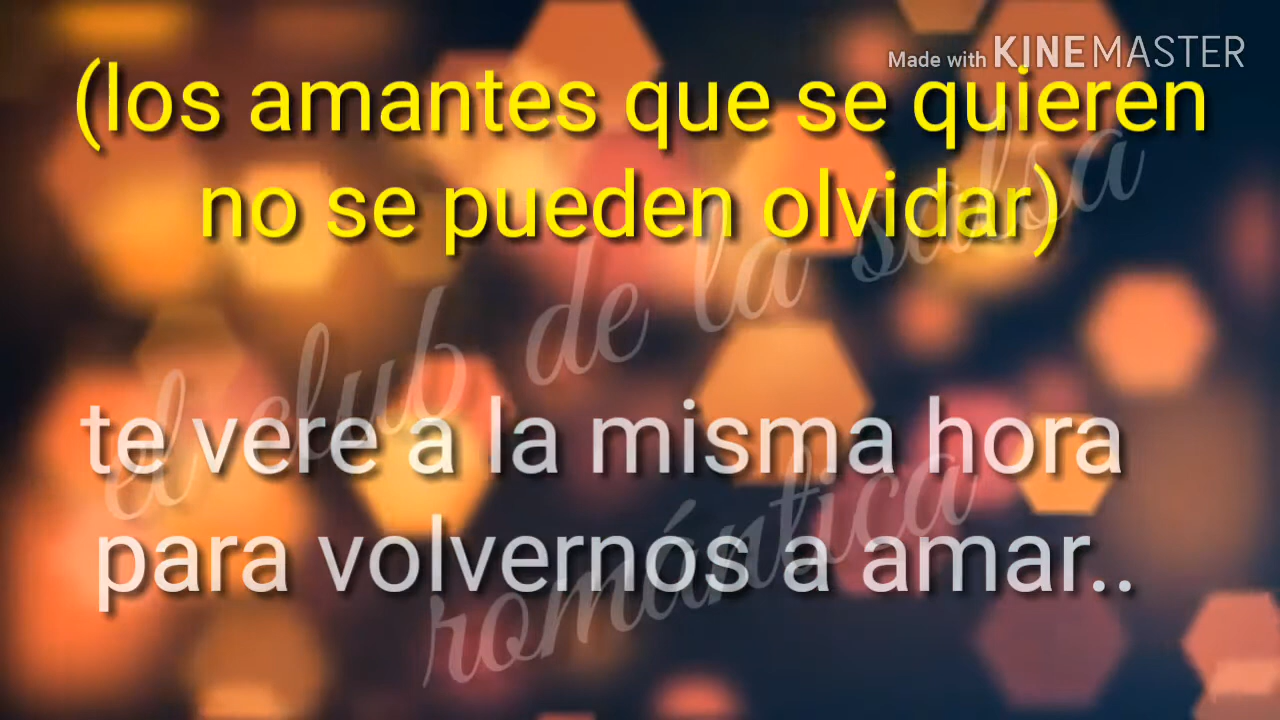 Made with KINEMASTER
(los amantes que se quieren
no se pueden olvidar)
te vere a la misma hora
para volvernos a amar..
el club de la salsa
romántica